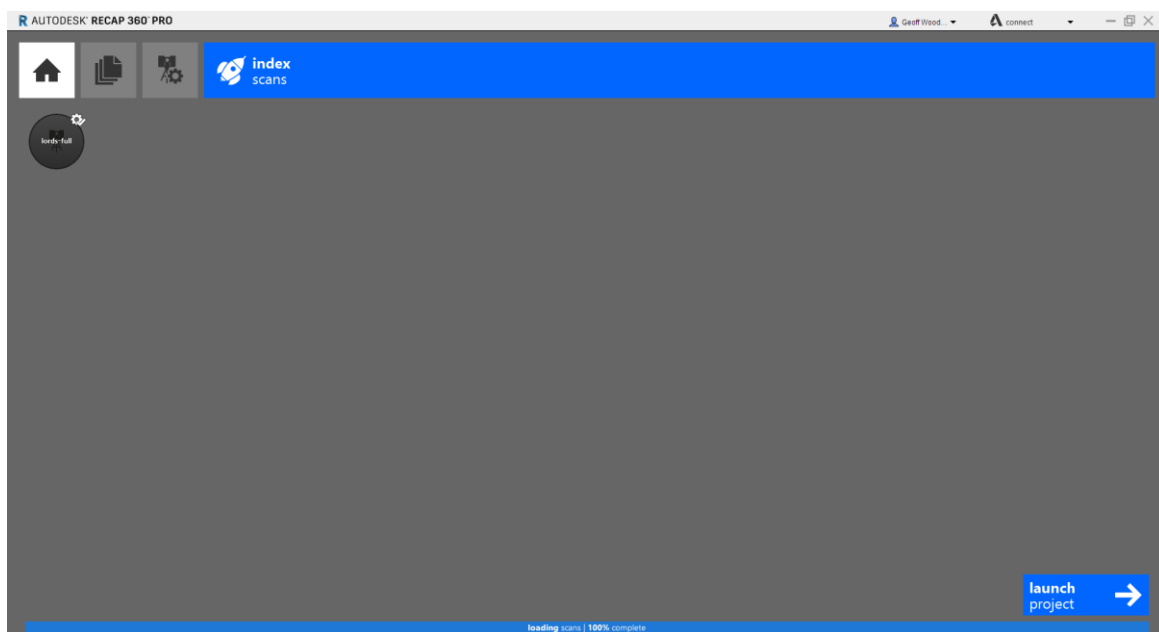 R AUTODESK® RECAP 360™ PRO
Geoff Wood...
connect
index
scans
lords-full
launch
project
loading scans | 100% complete